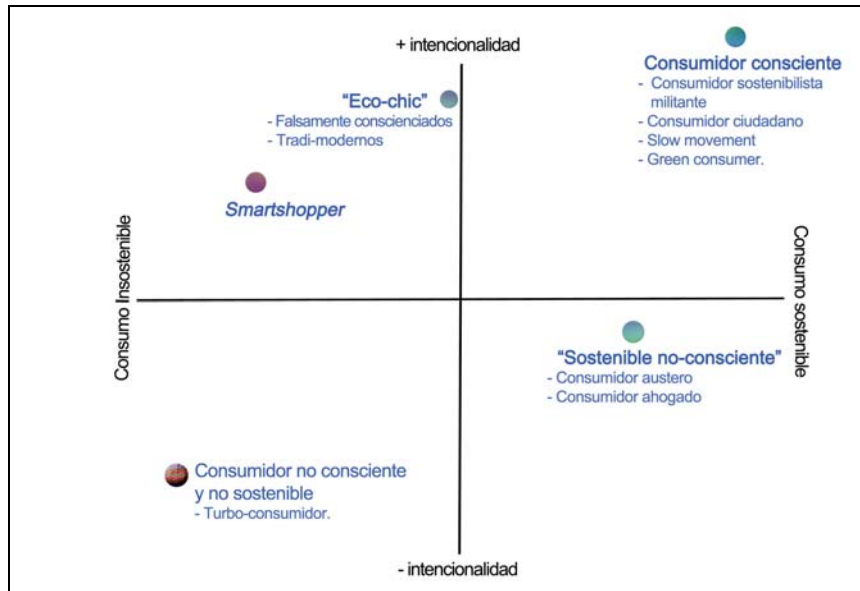 + intencionalidad
Consumidor consciente
- Consumidor sostenibilista
militante
- Consumidor ciudadano
- Slow movement
- Green consumer.
"Eco-chic"
- Falsamente conscienciados
- Tradi-modernos
Smartshopper
Consumo Insostenible
Consumo sostenible
"Sostenible no-consciente"
- Consumidor austero
- Consumidor ahogado
Consumidor no consciente
y no sostenible
- Turbo-consumidor.
- intencionalidad